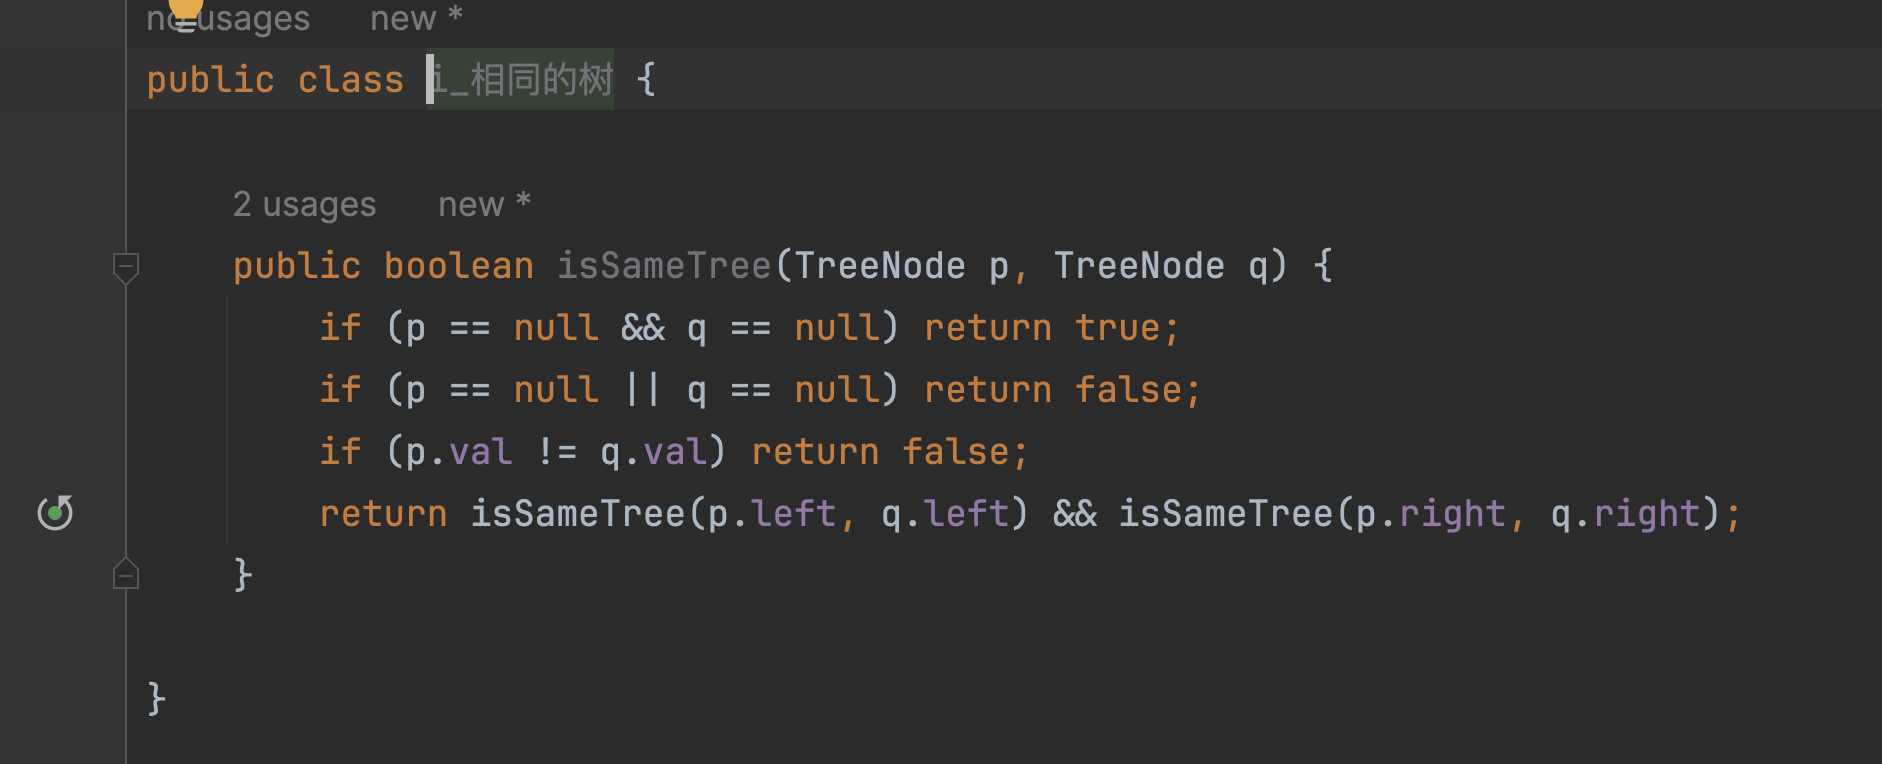 no usages new *
public class i_相同的树 {
2 usages new *
public boolean isSameTree(TreeNode p, TreeNode q) {
if (p == null && q == null) return true;
if (p == null || q == null) return false;
if (p.val != q.val) return false;
return isSameTree(p.left, q.left) && isSameTree(p.right, q.right);
}
}